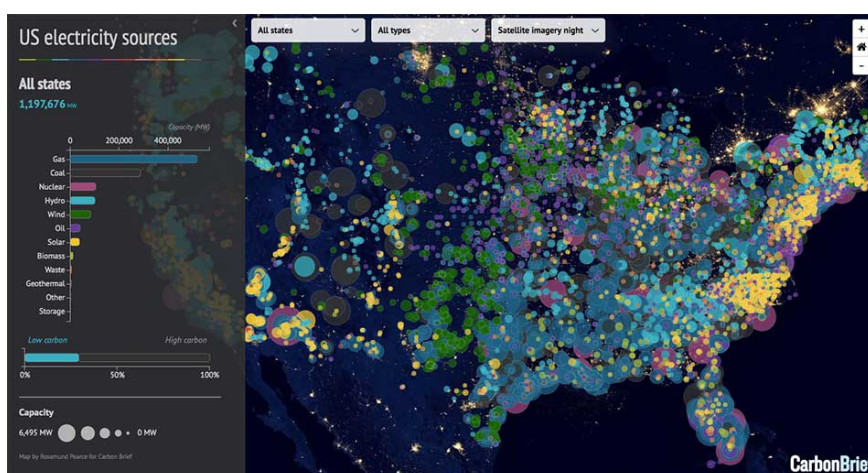 US electricity sources
All states
1,197,676 MW
Capacity (MW)
0 200,000 400,000
Gas
Coal
Nuclear
Hydro
Wind
Oil
Solar
Biomass
Waste
Geothermal
Other
Storage
Low carbon High carbon
0% 50% 100%
Capacity
6,495 MW 0 MW
Map by Rosamund Pearce for Carbon Brief
All states All types Satellite imagery night
CarbonBrie